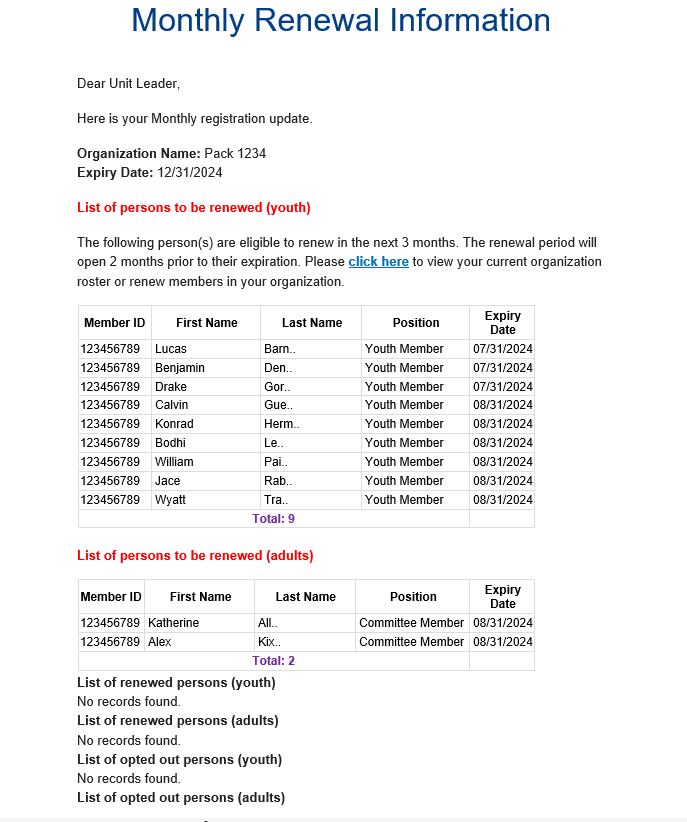 Monthly Renewal Information
Dear Unit Leader,
Here is your Monthly registration update.
Organization Name: Pack 1234
Expiry Date: 12/31/2024
List of persons to be renewed (youth)
The following person(s) are eligible to renew in the next 3 months. The renewal period will
open 2 months prior to their expiration. Please click here to view your current organization
roster or renew members in your organization.
Member ID First Name Last Name Position Expiry Date
123456789 Lucas Barn.. Youth Member 07/31/2024
123456789 Benjamin Den.. Youth Member 07/31/2024
123456789 Drake Gor.. Youth Member 07/31/2024
123456789 Calvin Gue.. Youth Member 08/31/2024
123456789 Konrad Herm.. Youth Member 08/31/2024
123456789 Bodhi Le.. Youth Member 08/31/2024
123456789 William Pai.. Youth Member 08/31/2024
123456789 Jace Rab.. Youth Member 08/31/2024
123456789 Wyatt Tra.. Youth Member 08/31/2024
Total: 9
List of persons to be renewed (adults)
Member ID First Name Last Name Position Expiry Date
123456789 Katherine All.. Committee Member 08/31/2024
123456789 Alex Kix.. Committee Member 08/31/2024
Total: 2
List of renewed persons (youth)
No records found.
List of renewed persons (adults)
No records found.
List of opted out persons (youth)
No records found.
List of opted out persons (adults)